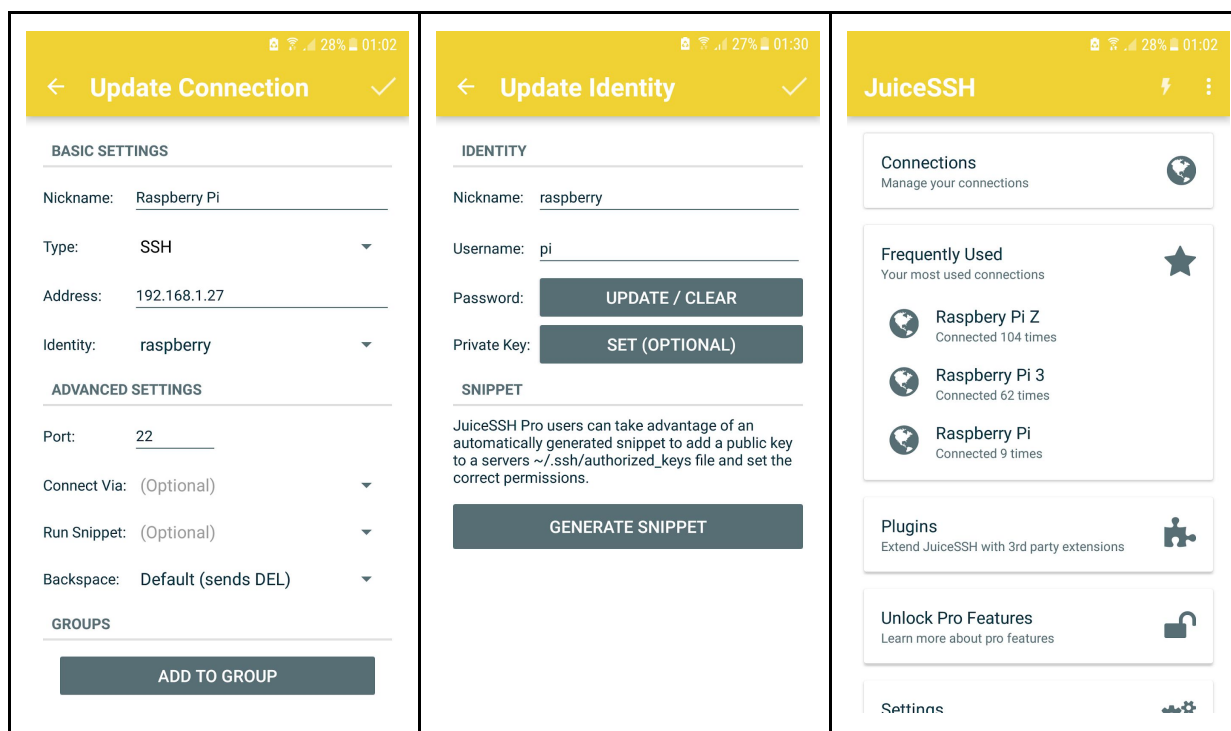 28% 01:02
Update Connection
BASIC SETTINGS
Nickname: Raspberry Pi
Type: SSH
Address: 192.168.1.27
Identity: raspberry
ADVANCED SETTINGS
Port: 22
Connect Via: (Optional)
Run Snippet: (Optional)
Backspace: Default (sends DEL)
GROUPS
ADD TO GROUP
27% 01:30
Update Identity
IDENTITY
Nickname: raspberry
Username: pi
Password: UPDATE / CLEAR
Private Key: SET (OPTIONAL)
SNIPPET
JuiceSSH Pro users can take advantage of an
automatically generated snippet to add a public key
to a servers ~/.ssh/authorized_keys file and set the
correct permissions.
GENERATE SNIPPET
28% 01:02
JuiceSSH
Connections
Manage your connections
Frequently Used
Your most used connections
Raspbery Pi Z
Connected 104 times
Raspberry Pi 3
Connected 62 times
Raspberry Pi
Connected 9 times
Plugins
Extend JuiceSSH with 3rd party extensions
Unlock Pro Features
Learn more about pro features
Settings